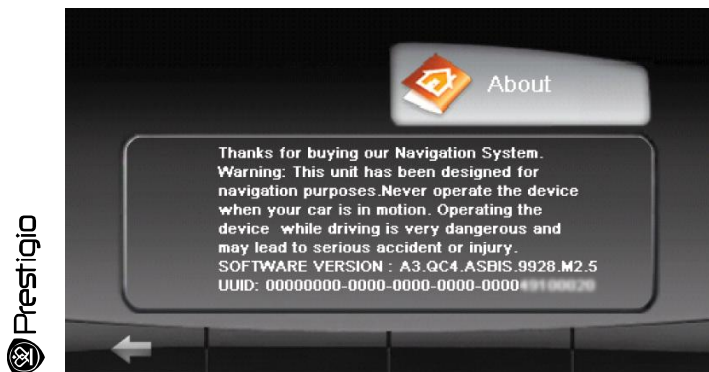 About
Thanks for buying our Navigation System.
Warning: This unit has been designed for
navigation purposes.Never operate the device
when your car is in motion. Operating the
device while driving is very dangerous and
may lead to serious accident or injury.
SOFTWARE VERSION : A3.QC4.ASBIS.9928.M2.5
UUID: 00000000-0000-0000-0000-0000
Prestigio